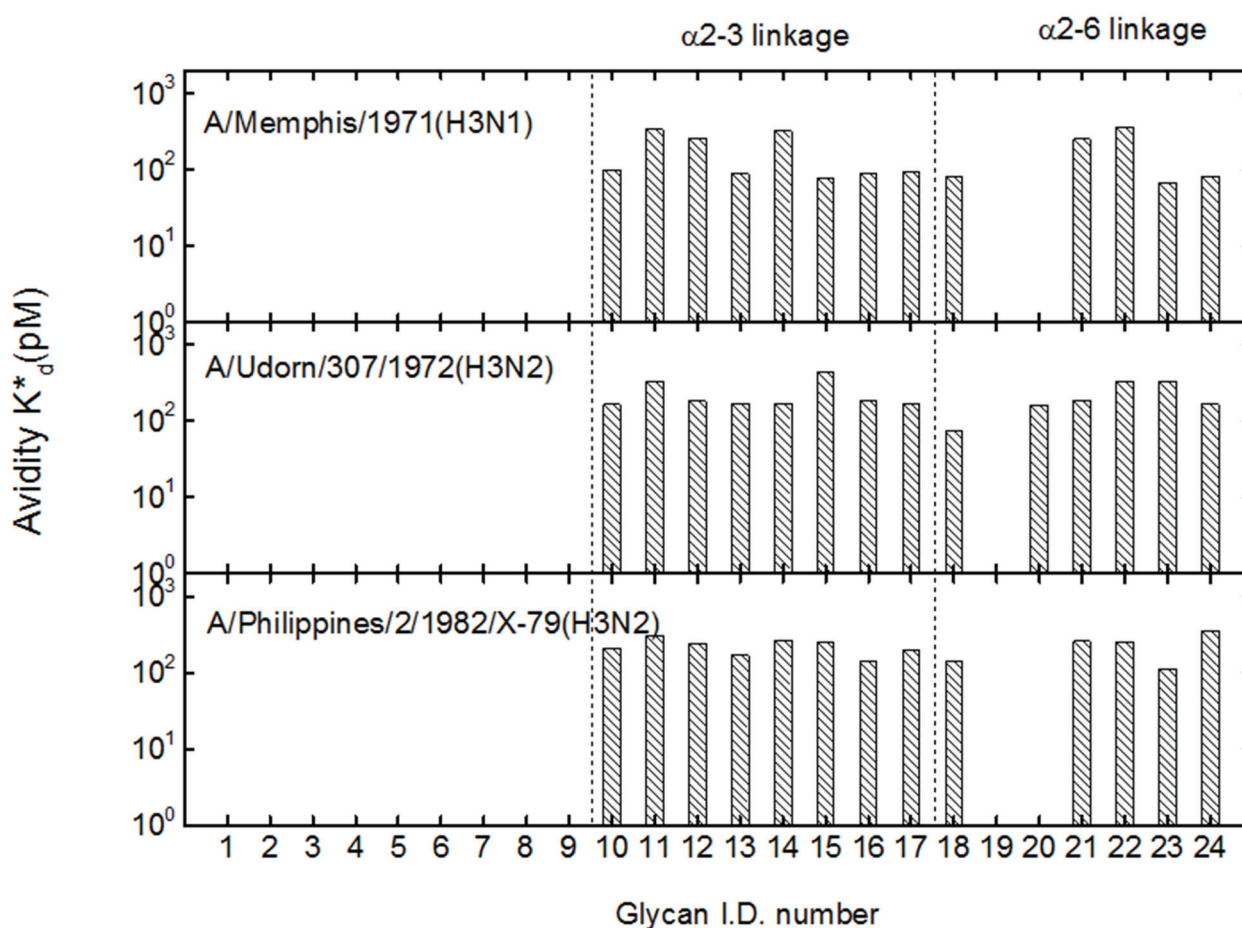 α2-3 linkage α2-6 linkage
10³
A/Memphis/1971(H3N1)
10²
10¹
10⁰
10³
A/Udorn/307/1972(H3N2)
10²
10¹
10⁰
10³
A/Philippines/2/1982/X-79(H3N2)
10²
10¹
10⁰
Avidity K*d(pM)
1 2 3 4 5 6 7 8 9 10 11 12 13 14 15 16 17 18 19 20 21 22 23 24
Glycan I.D. number